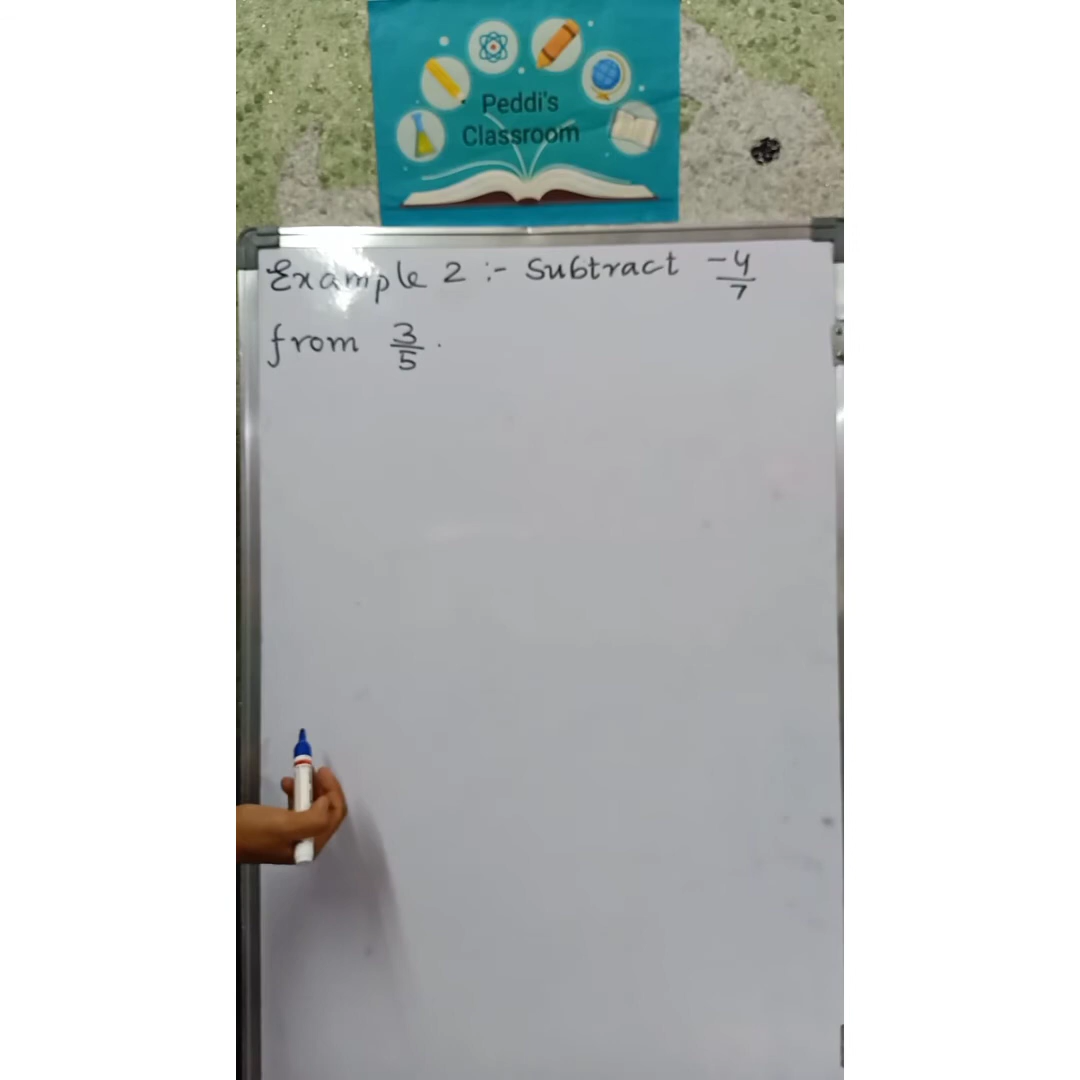 Peddi's
Classroom
Example 2 :- Subtract -4/7
from 3/5.